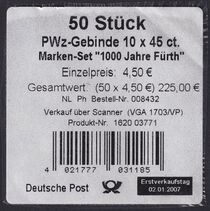 50 Stück
PWz-Gebinde 10 x 45 ct.
Marken-Set "1000 Jahre Fürth"
Einzelpreis: 4,50 €
Gesamtwert: (50 x 4,50 €) 225,00 €
NL Ph Bestell-Nr. 008432
Verkauf über Scanner (VGA 1703/VP)
Produkt-Nr. 1620 03771
4 021777 031185
Deutsche Post
Erstverkaufstag
02.01.2007